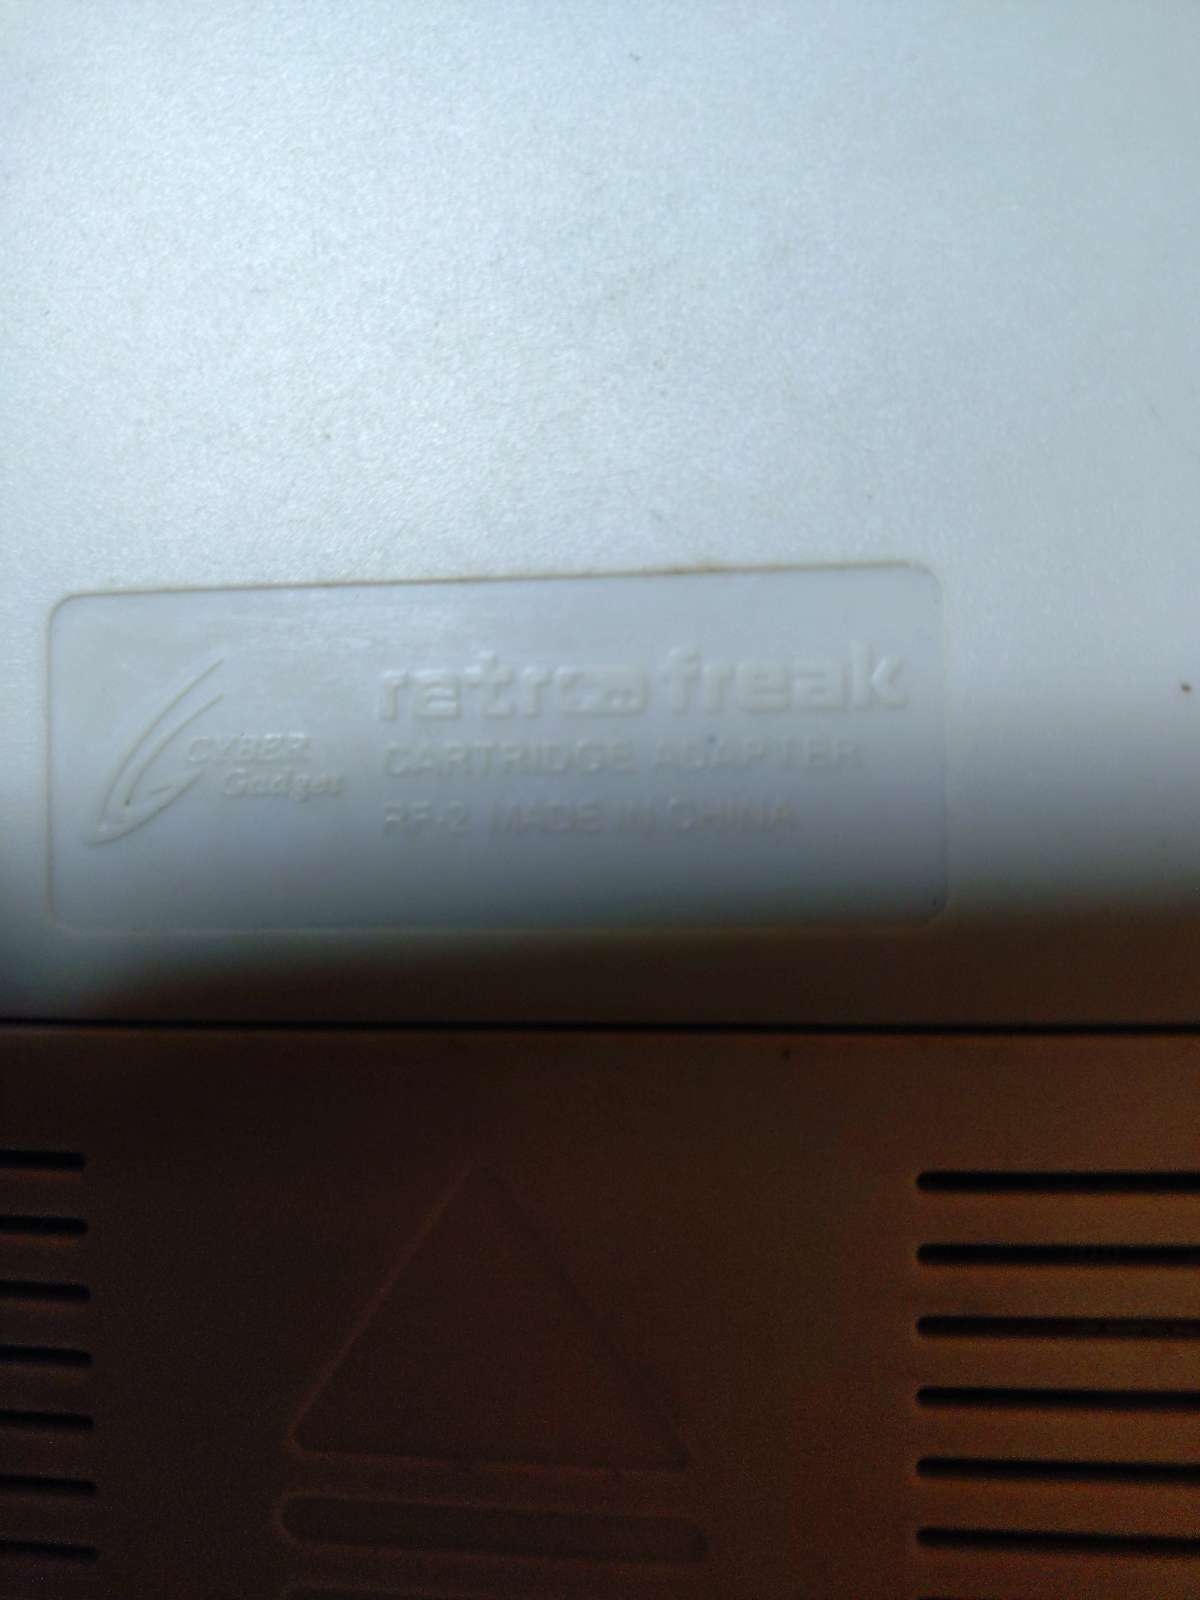 CYBER
Gadget
retro freak
CARTRIDGE ADAPTER
RF-2 MADE IN CHINA